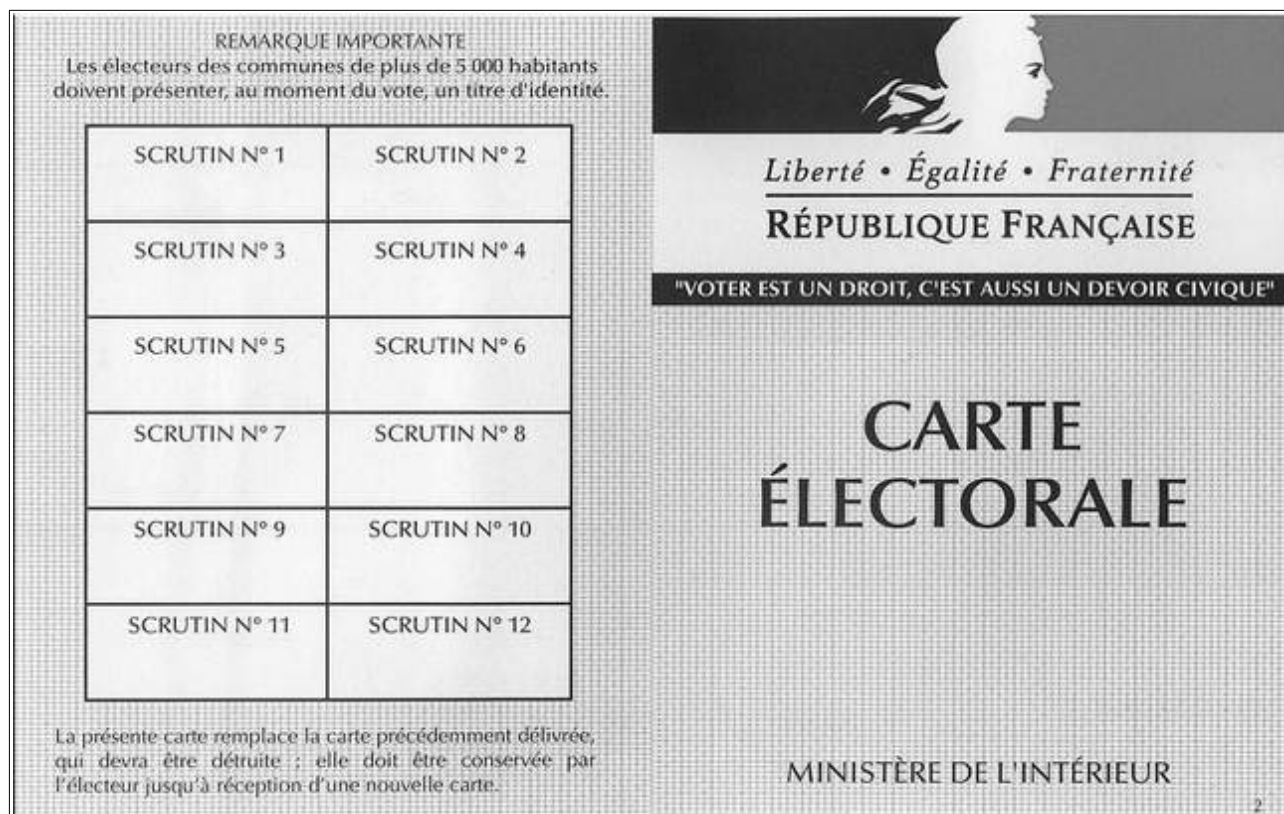 REMARQUE IMPORTANTE
Les électeurs des communes de plus de 5 000 habitants
doivent présenter, au moment du vote, un titre d'identité.
SCRUTIN N° 1
SCRUTIN N° 2
SCRUTIN N° 3
SCRUTIN N° 4
SCRUTIN N° 5
SCRUTIN N° 6
SCRUTIN N° 7
SCRUTIN N° 8
SCRUTIN N° 9
SCRUTIN N° 10
SCRUTIN N° 11
SCRUTIN N° 12
La présente carte remplace la carte précédemment délivrée,
qui devra être détruite ; elle doit être conservée par
l'électeur jusqu'à réception d'une nouvelle carte.
Liberté • Égalité • Fraternité
RÉPUBLIQUE FRANÇAISE
"VOTER EST UN DROIT, C'EST AUSSI UN DEVOIR CIVIQUE"
CARTE
ÉLECTORALE
MINISTÈRE DE L'INTÉRIEUR
2